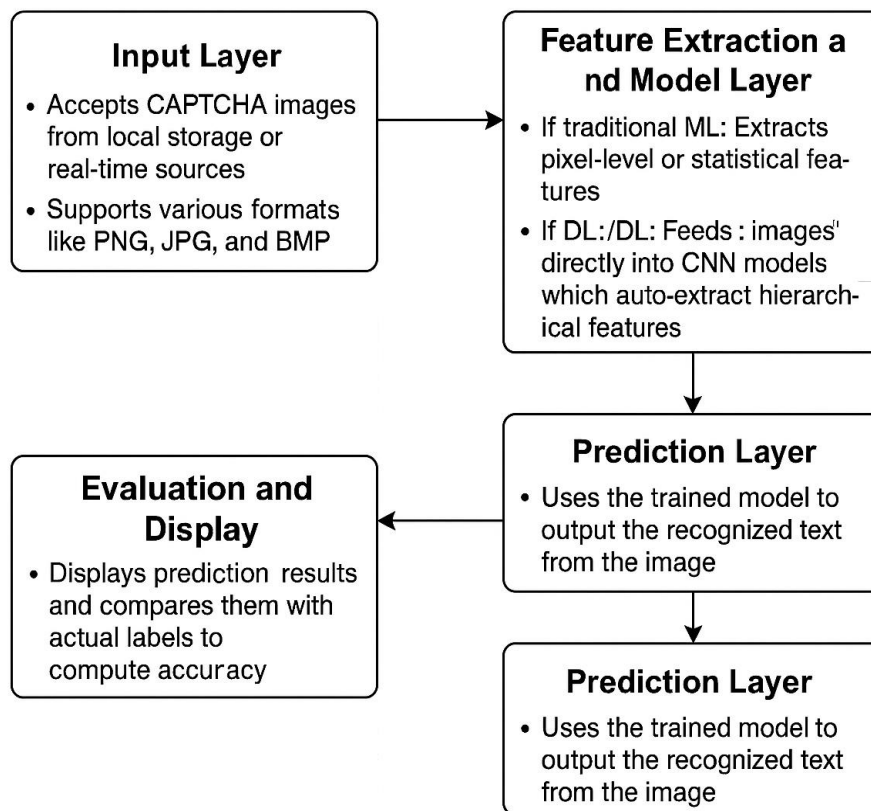 Input Layer
• Accepts CAPTCHA images
from local storage or
real-time sources
• Supports various formats
like PNG, JPG, and BMP
Feature Extraction a
nd Model Layer
• If traditional ML: Extracts
pixel-level or statistical fea-
tures
• If DL:/DL: Feeds : images"
directly into CNN models
which auto-extract hierarch-
ical features
Prediction Layer
• Uses the trained model to
output the recognized text
from the image
Evaluation and
Display
• Displays prediction results
and compares them with
actual labels to
compute accuracy
Prediction Layer
• Uses the trained model to
output the recognized text
from the image